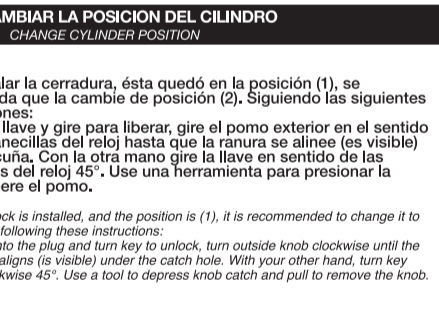 MBIAR LA POSICION DEL CILINDRO
CHANGE CYLINDER POSITION
lar la cerradura, ésta quedó en la posición (1), se
da que la cambie de posición (2). Siguiendo las siguientes
ones:
llave y gire para liberar, gire el pomo exterior en el sentido
necillas del reloj hasta que la ranura se alinee (es visible)
cuña. Con la otra mano gire la llave en sentido de las
s del reloj 45°. Use una herramienta para presionar la
ere el pomo.
ck is installed, and the position is (1), it is recommended to change it to
following these instructions:
nto the plug and turn key to unlock, turn outside knob clockwise until the
aligns (is visible) under the catch hole. With your other hand, turn key
kwise 45°. Use a tool to depress knob catch and pull to remove the knob.